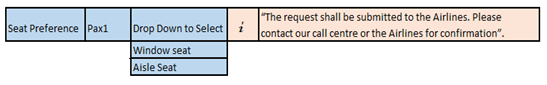 Seat Preference Pax1 Drop Down to Select i “The request shall be submitted to the Airlines. Please
contact our call centre or the Airlines for confirmation”.
Window seat
Aisle Seat